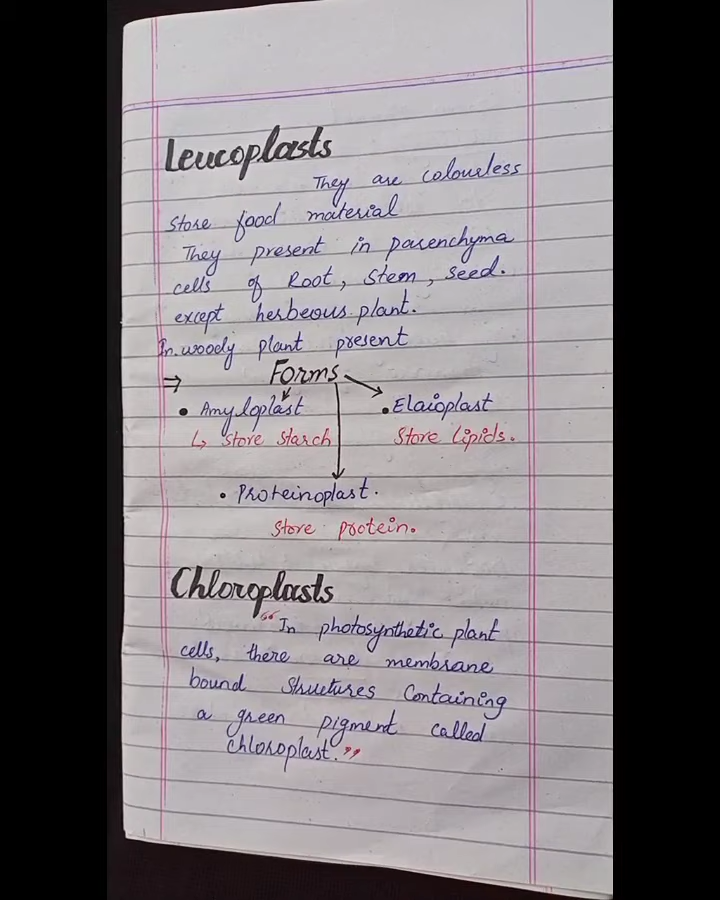 Leucoplasts
They are colourless
store food material
They present in parenchyma
cells of Root, Stem, seed.
except herbeous plant.
In woody plant present
⇒ Forms
• Amyloplast
• Elaioplast
↳ store starch
Store Lipids.
• Proteinoplast.
Store protein.
Chloroplasts
“In photosynthetic plant
cells, there are membrane
bound Structures Containing
a green pigment called
chloroplast.”